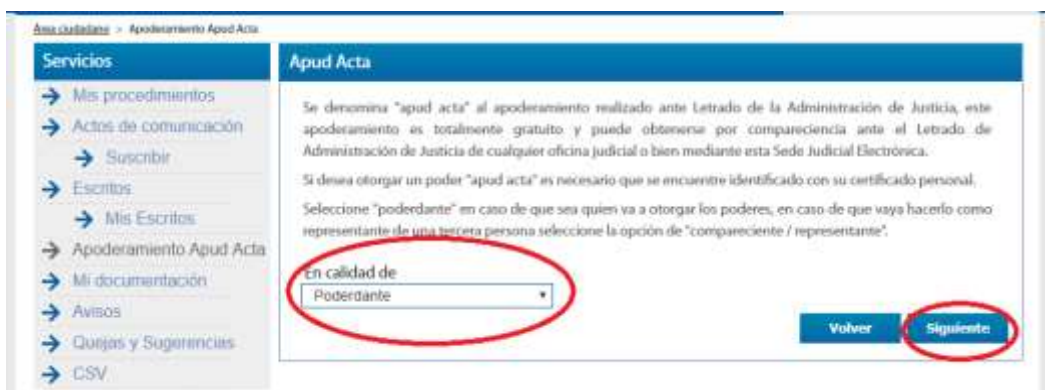 Área ciudadano > Apoderamiento Apud Acta
Servicios
Mis procedimientos
Actos de comunicación
Suscribir
Escritos
Mis Escritos
Apoderamiento Apud Acta
Mi documentación
Avisos
Quejas y Sugerencias
CSV
Apud Acta
Se denomina "apud acta" al apoderamiento realizado ante Letrado de la Administración de Justicia, este
apoderamiento es totalmente gratuito y puede obtenerse por comparecencia ante el Letrado de
Administración de Justicia de cualquier oficina judicial o bien mediante esta Sede Judicial Electrónica.
Si desea otorgar un poder "apud acta" es necesario que se encuentre identificado con su certificado personal.
Seleccione "poderdante" en caso de que sea quien va a otorgar los poderes, en caso de que vaya hacerlo como
representante de una tercera persona seleccione la opción de "compareciente / representante".
En calidad de
Poderdante
Volver
Siguiente